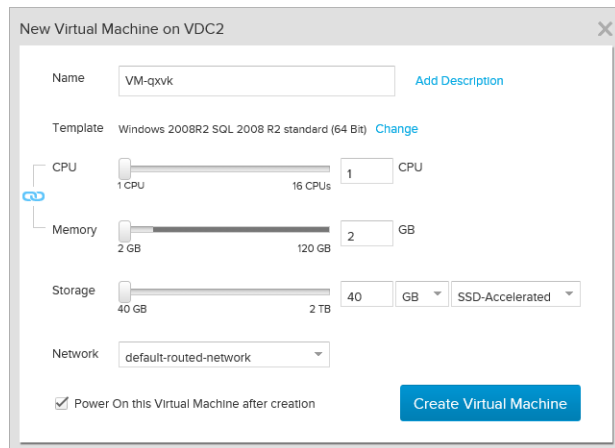 New Virtual Machine on VDC2
Name VM-qxvk Add Description
Template Windows 2008R2 SQL 2008 R2 standard (64 Bit) Change
CPU 1 CPU
1 CPU 16 CPUs
Memory 2 GB
2 GB 120 GB
Storage 40 GB SSD-Accelerated
40 GB 2 TB
Network default-routed-network
Power On this Virtual Machine after creation Create Virtual Machine